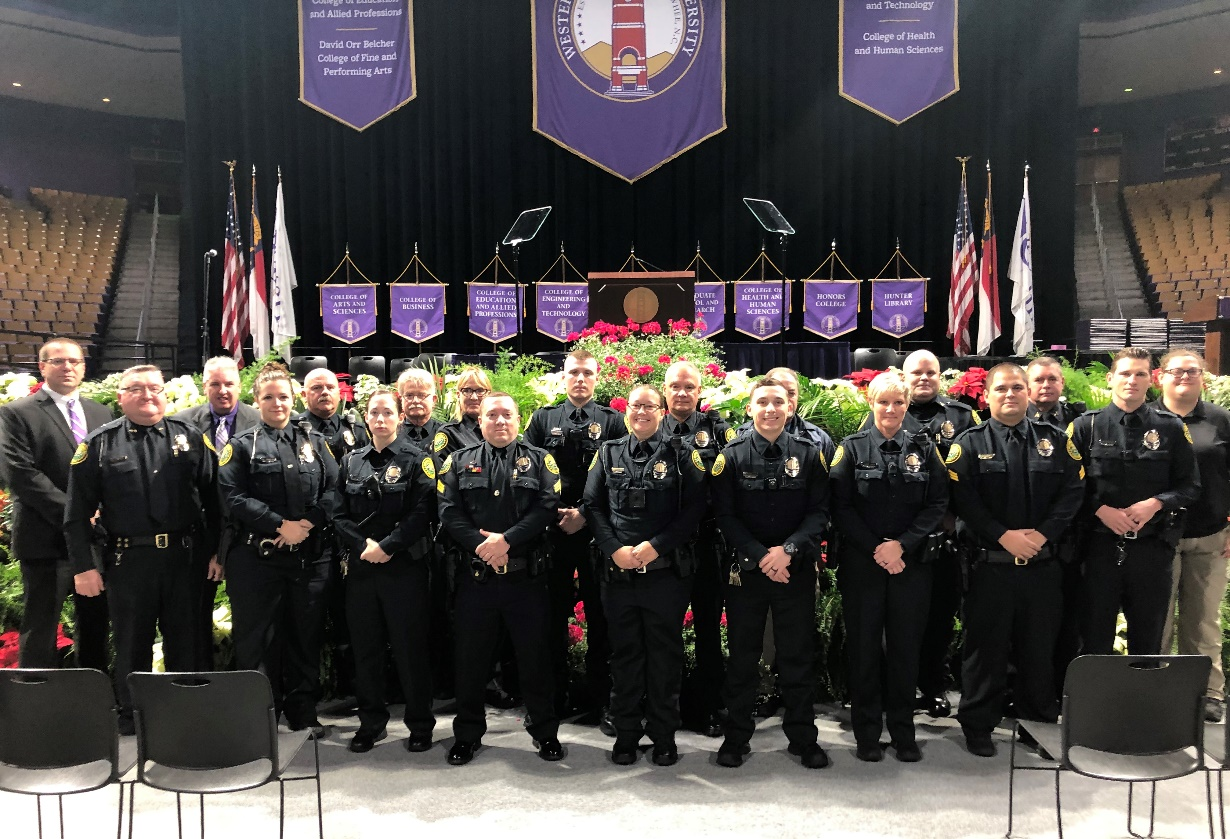 College of Education
and Allied Professions
David Orr Belcher
College of Fine and
Performing Arts
and Technology
College of Health
and Human Sciences
COLLEGE OF
ARTS AND
SCIENCES
COLLEGE OF
BUSINESS
COLLEGE OF
EDUCATION
AND ALLIED
PROFESSIONS
COLLEGE OF
ENGINEERING
AND
TECHNOLOGY
COLLEGE OF
HEALTH AND
HUMAN
SCIENCES
HONORS
COLLEGE
HUNTER
LIBRARY